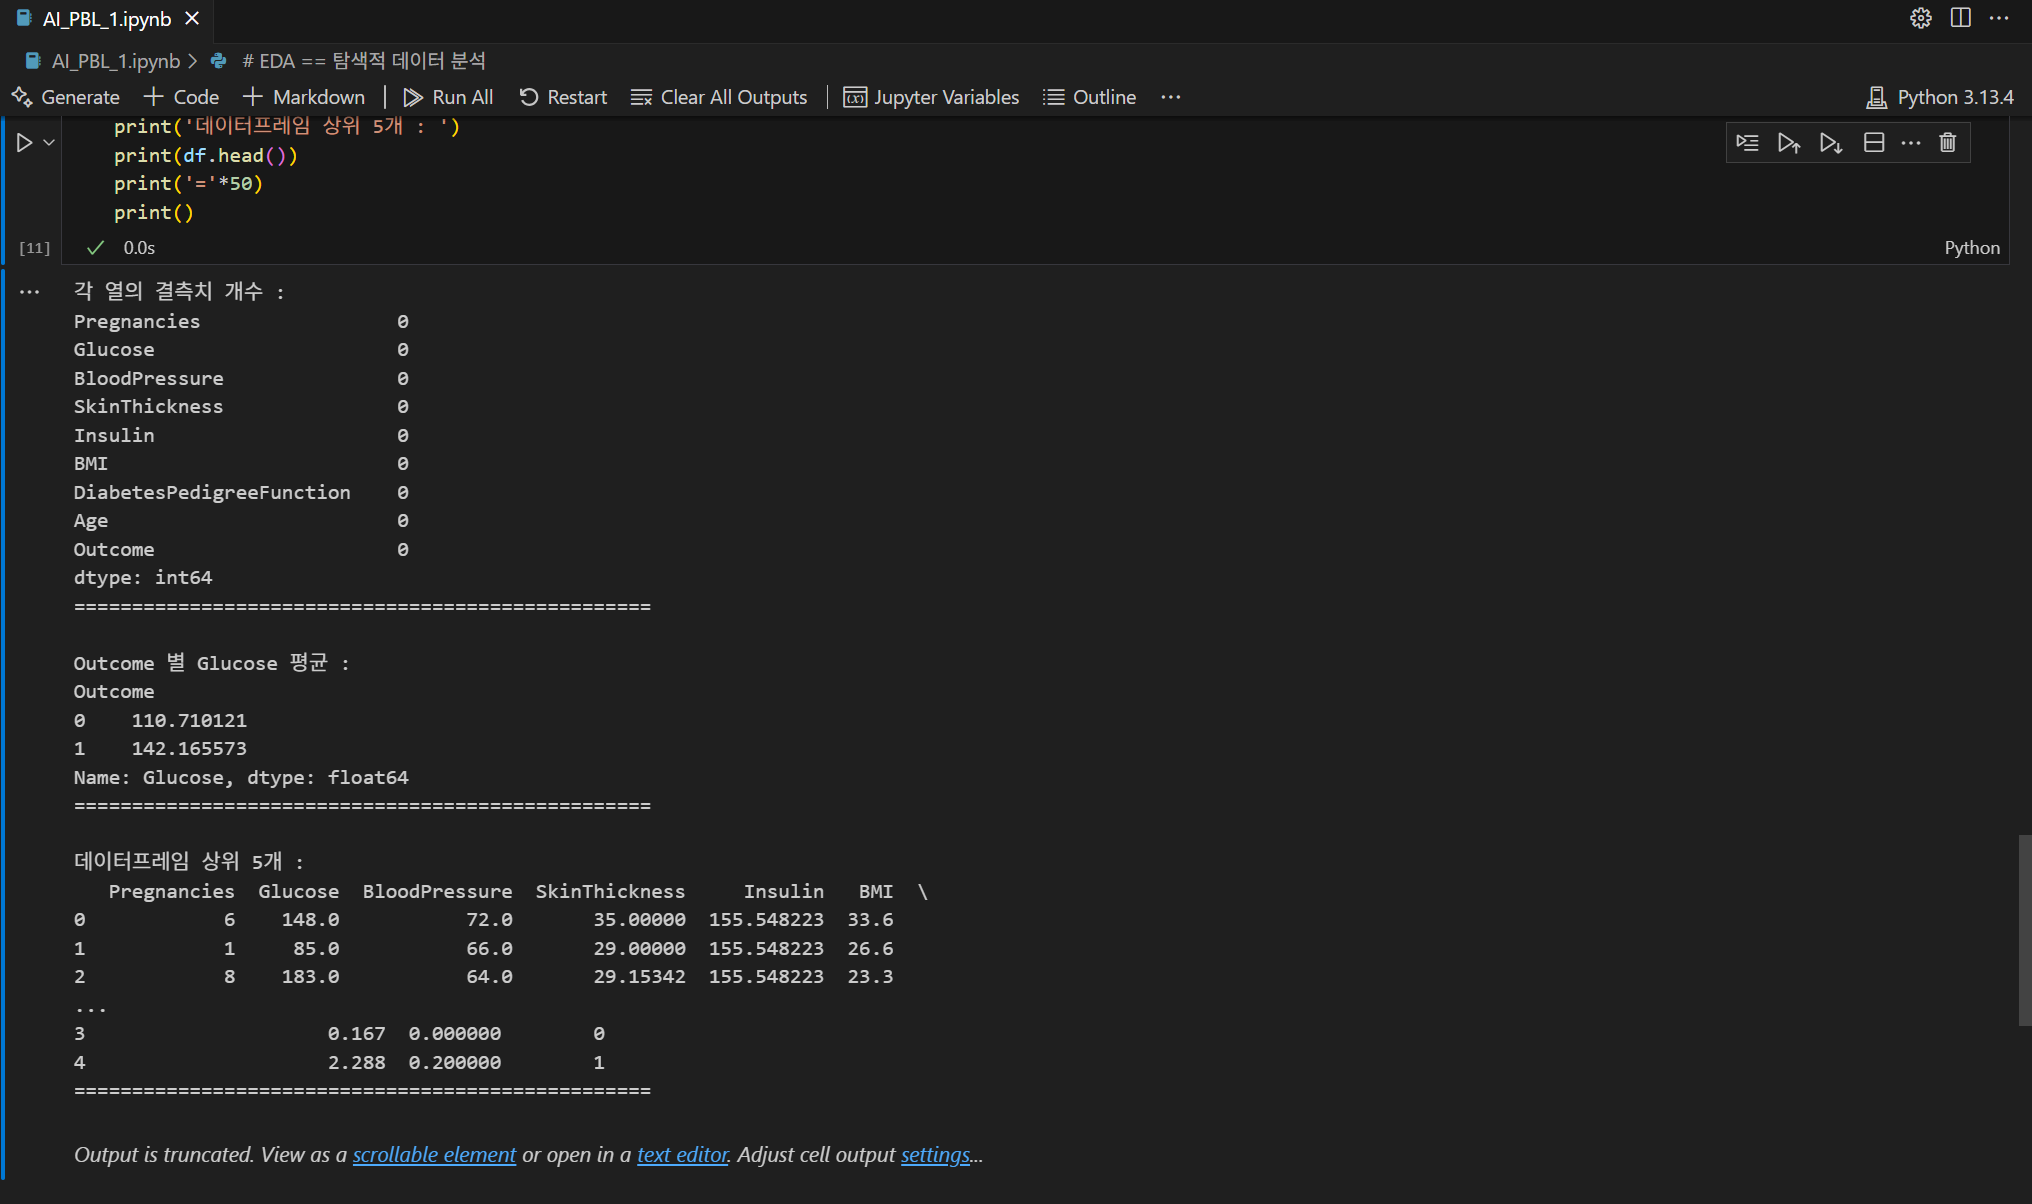 AI_PBL_1.ipynb
AI_PBL_1.ipynb > # EDA == 탐색적 데이터 분석
Generate + Code + Markdown | Run All Restart Clear All Outputs | Jupyter Variables Outline ... Python 3.13.4
print('데이터프레임 상위 5개 : ')
print(df.head())
print('='*50)
print()
[11] 0.0s Python
각 열의 결측치 개수 :
Pregnancies 0
Glucose 0
BloodPressure 0
SkinThickness 0
Insulin 0
BMI 0
DiabetesPedigreeFunction 0
Age 0
Outcome 0
dtype: int64
==================================================
Outcome 별 Glucose 평균 :
Outcome
0 110.710121
1 142.165573
Name: Glucose, dtype: float64
==================================================
데이터프레임 상위 5개 :
Pregnancies Glucose BloodPressure SkinThickness Insulin BMI \
0 6 148.0 72.0 35.00000 155.548223 33.6
1 1 85.0 66.0 29.00000 155.548223 26.6
2 8 183.0 64.0 29.15342 155.548223 23.3
...
3 0.167 0.000000 0
4 2.288 0.200000 1
==================================================
Output is truncated. View as a scrollable element or open in a text editor. Adjust cell output settings...